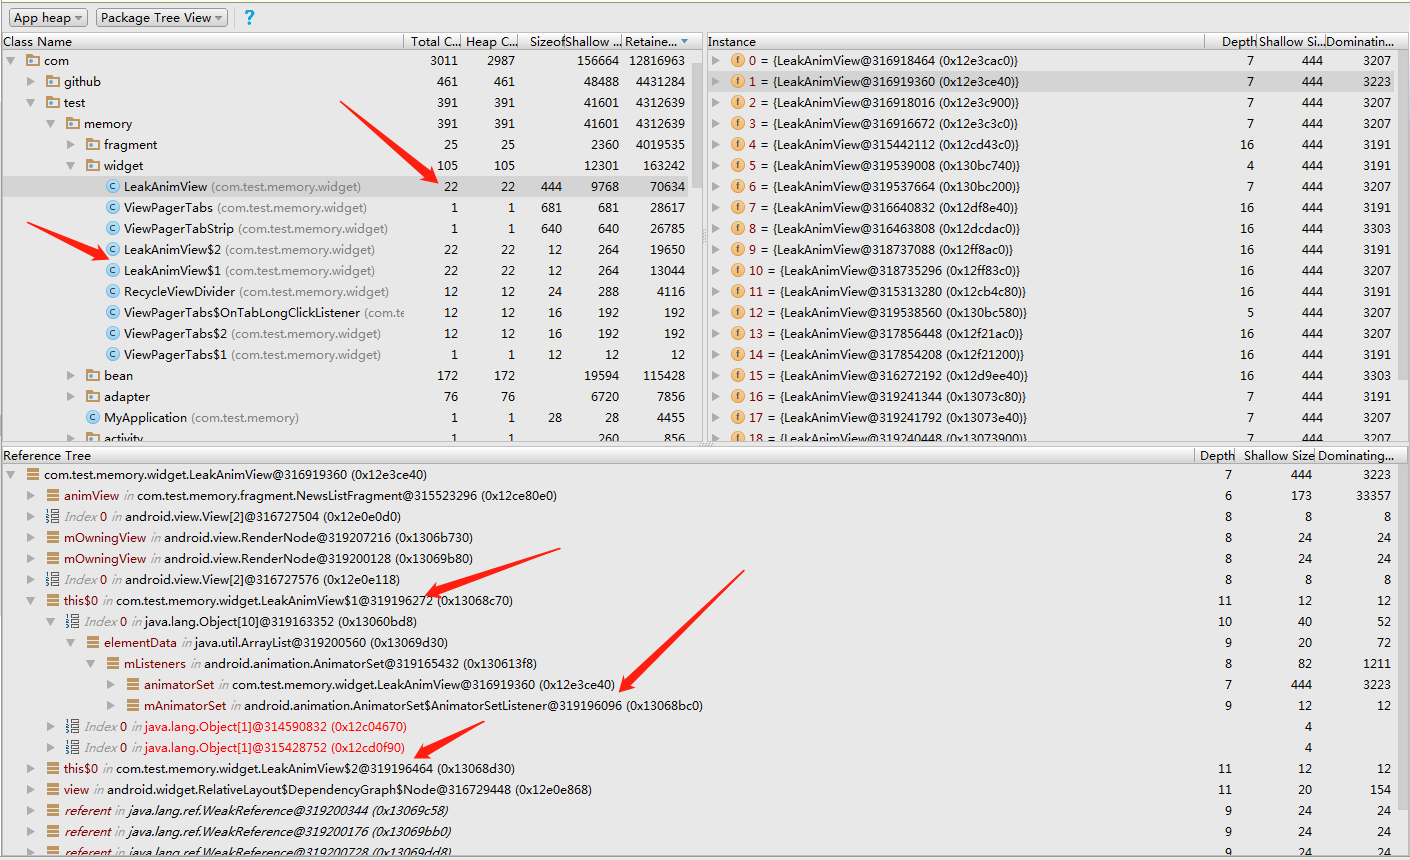 App heap Package Tree View ?
Class Name Total C... Heap C... Sizeof Shallow ... Retaine...
com 3011 2987 156664 12816963
github 461 461 48488 4431284
test 391 391 41601 4312639
memory 391 391 41601 4312639
fragment 25 25 2360 4019535
widget 105 105 12301 163242
LeakAnimView (com.test.memory.widget) 22 22 444 9768 70634
ViewPagerTabs (com.test.memory.widget) 1 1 681 681 28617
ViewPagerTabStrip (com.test.memory.widget) 1 1 640 640 26785
LeakAnimView$2 (com.test.memory.widget) 22 22 12 264 19650
LeakAnimView$1 (com.test.memory.widget) 22 22 12 264 13044
RecycleViewDivider (com.test.memory.widget) 12 12 24 288 4116
ViewPagerTabs$OnTabLongClickListener (com.te 12 12 16 192 192
ViewPagerTabs$2 (com.test.memory.widget) 12 12 16 192 192
ViewPagerTabs$1 (com.test.memory.widget) 1 1 12 12 12
bean 172 172 19594 115428
adapter 76 76 6720 7856
MyApplication (com.test.memory) 1 1 28 28 4455
activity 1 1 260 856
Instance Depth Shallow Si... Dominatin...
0 = {LeakAnimView@316918464 (0x12e3cac0)} 7 444 3207
1 = {LeakAnimView@316919360 (0x12e3ce40)} 7 444 3223
2 = {LeakAnimView@316918016 (0x12e3c900)} 7 444 3207
3 = {LeakAnimView@316916672 (0x12e3c3c0)} 7 444 3207
4 = {LeakAnimView@315442112 (0x12cd43c0)} 16 444 3191
5 = {LeakAnimView@319539008 (0x130bc740)} 4 444 3191
6 = {LeakAnimView@319537664 (0x130bc200)} 7 444 3207
7 = {LeakAnimView@316640832 (0x12df8e40)} 16 444 3191
8 = {LeakAnimView@316463808 (0x12dcdac0)} 16 444 3303
9 = {LeakAnimView@318737088 (0x12ff8ac0)} 16 444 3191
10 = {LeakAnimView@318735296 (0x12ff83c0)} 16 444 3207
11 = {LeakAnimView@315313280 (0x12cb4c80)} 16 444 3191
12 = {LeakAnimView@319538560 (0x130bc580)} 5 444 3191
13 = {LeakAnimView@317856448 (0x12f21ac0)} 16 444 3207
14 = {LeakAnimView@317854208 (0x12f21200)} 16 444 3191
15 = {LeakAnimView@316272192 (0x12d9ee40)} 16 444 3303
16 = {LeakAnimView@319241344 (0x13073c80)} 7 444 3191
17 = {LeakAnimView@319241792 (0x13073e40)} 7 444 3207
18 = {LeakAnimView@319240448 (0x13073900)} 7 444 3207
Reference Tree Depth Shallow Size Dominating...
com.test.memory.widget.LeakAnimView@316919360 (0x12e3ce40) 7 444 3223
animView in com.test.memory.fragment.NewsListFragment@315523296 (0x12ce80e0) 6 173 33357
Index 0 in android.view.View[2]@316727504 (0x12e0e0d0) 8 8 8
mOwningView in android.view.RenderNode@319207216 (0x1306b730) 8 24 24
mOwningView in android.view.RenderNode@319200128 (0x13069b80) 8 24 24
Index 0 in android.view.View[2]@316727576 (0x12e0e118) 8 8 8
this$0 in com.test.memory.widget.LeakAnimView$1@319196272 (0x13068c70) 11 12 12
Index 0 in java.lang.Object[10]@319163352 (0x13060bd8) 10 40 52
elementData in java.util.ArrayList@319200560 (0x13069d30) 9 20 72
mListeners in android.animation.AnimatorSet@319165432 (0x130613f8) 8 82 1211
animatorSet in com.test.memory.widget.LeakAnimView@316919360 (0x12e3ce40) 7 444 3223
mAnimatorSet in android.animation.AnimatorSet$AnimatorSetListener@319196096 (0x13068bc0) 9 12 12
Index 0 in java.lang.Object[1]@314590832 (0x12c04670) 4
Index 0 in java.lang.Object[1]@315428752 (0x12cd0f90) 4
this$0 in com.test.memory.widget.LeakAnimView$2@319196464 (0x13068d30) 11 12 12
view in android.widget.RelativeLayout$DependencyGraph$Node@316729448 (0x12e0e868) 11 20 154
referent in java.lang.ref.WeakReference@319200344 (0x13069c58) 9 24 24
referent in java.lang.ref.WeakReference@319200176 (0x13069bb0) 9 24 24
referent in java.lang.ref.WeakReference@319200728 (0x13069dd8) 9 24 24